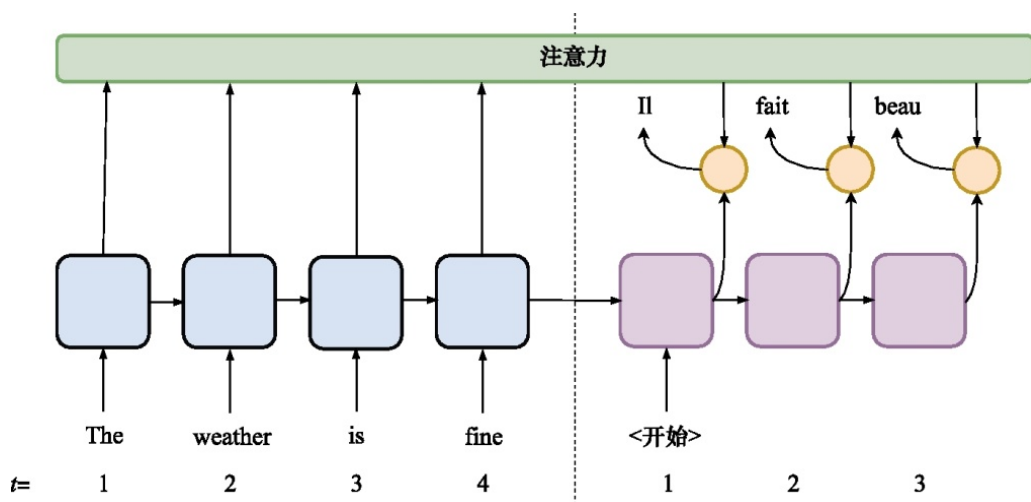 注意力
Il fait beau
The weather is fine <开始>
t= 1 2 3 4 1 2 3